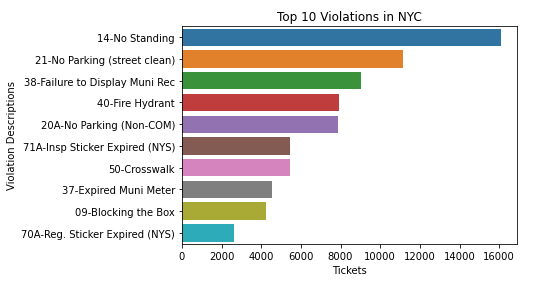 Top 10 Violations in NYC
Violation Descriptions
14-No Standing
21-No Parking (street clean)
38-Failure to Display Muni Rec
40-Fire Hydrant
20A-No Parking (Non-COM)
71A-Insp Sticker Expired (NYS)
50-Crosswalk
37-Expired Muni Meter
09-Blocking the Box
70A-Reg. Sticker Expired (NYS)
0 2000 4000 6000 8000 10000 12000 14000 16000
Tickets